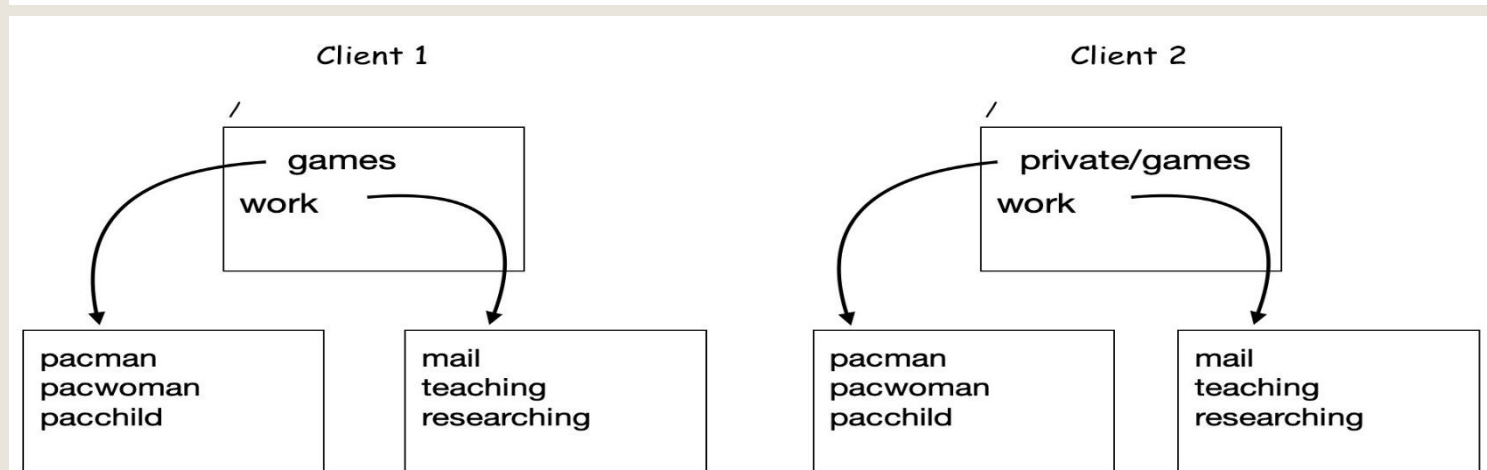 Client 1
/
games
work
pacman
pacwoman
pacchild
mail
teaching
researching
Client 2
/
private/games
work
pacman
pacwoman
pacchild
mail
teaching
researching